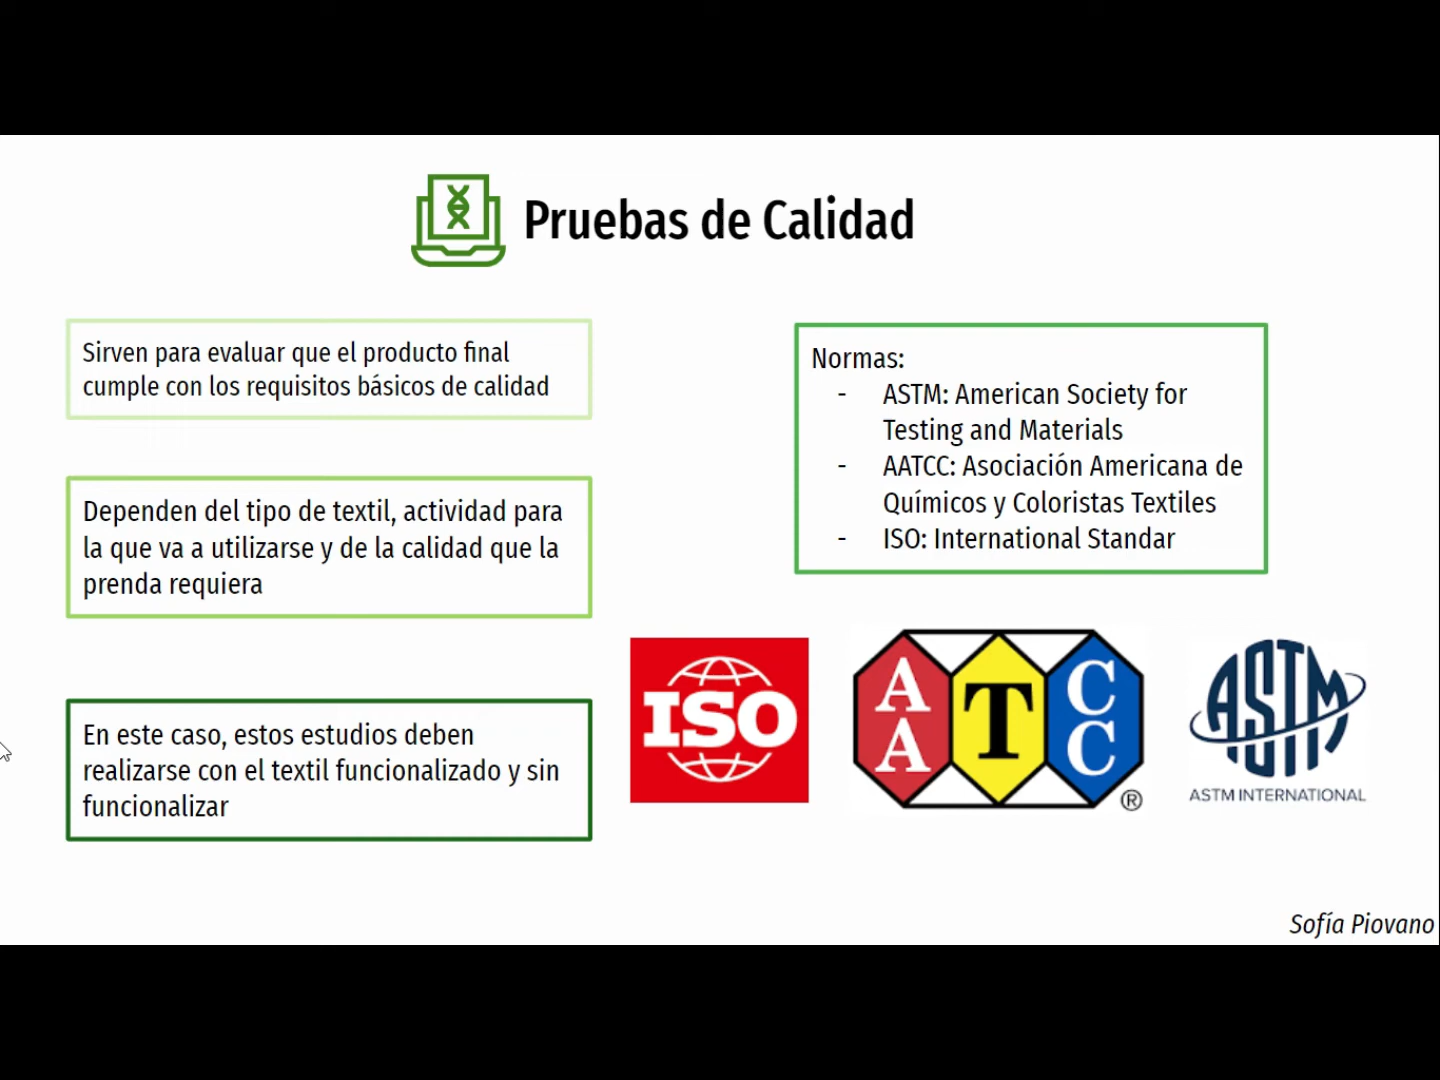 Pruebas de Calidad
Sirven para evaluar que el producto final
cumple con los requisitos básicos de calidad
Dependen del tipo de textil, actividad para
la que va a utilizarse y de la calidad que la
prenda requiera
En este caso, estos estudios deben
realizarse con el textil funcionalizado y sin
funcionalizar
Normas:
- ASTM: American Society for
Testing and Materials
- AATCC: Asociación Americana de
Químicos y Coloristas Textiles
- ISO: International Standar
ISO
AATCC®
ASTM
ASTM INTERNATIONAL
Sofía Piovano